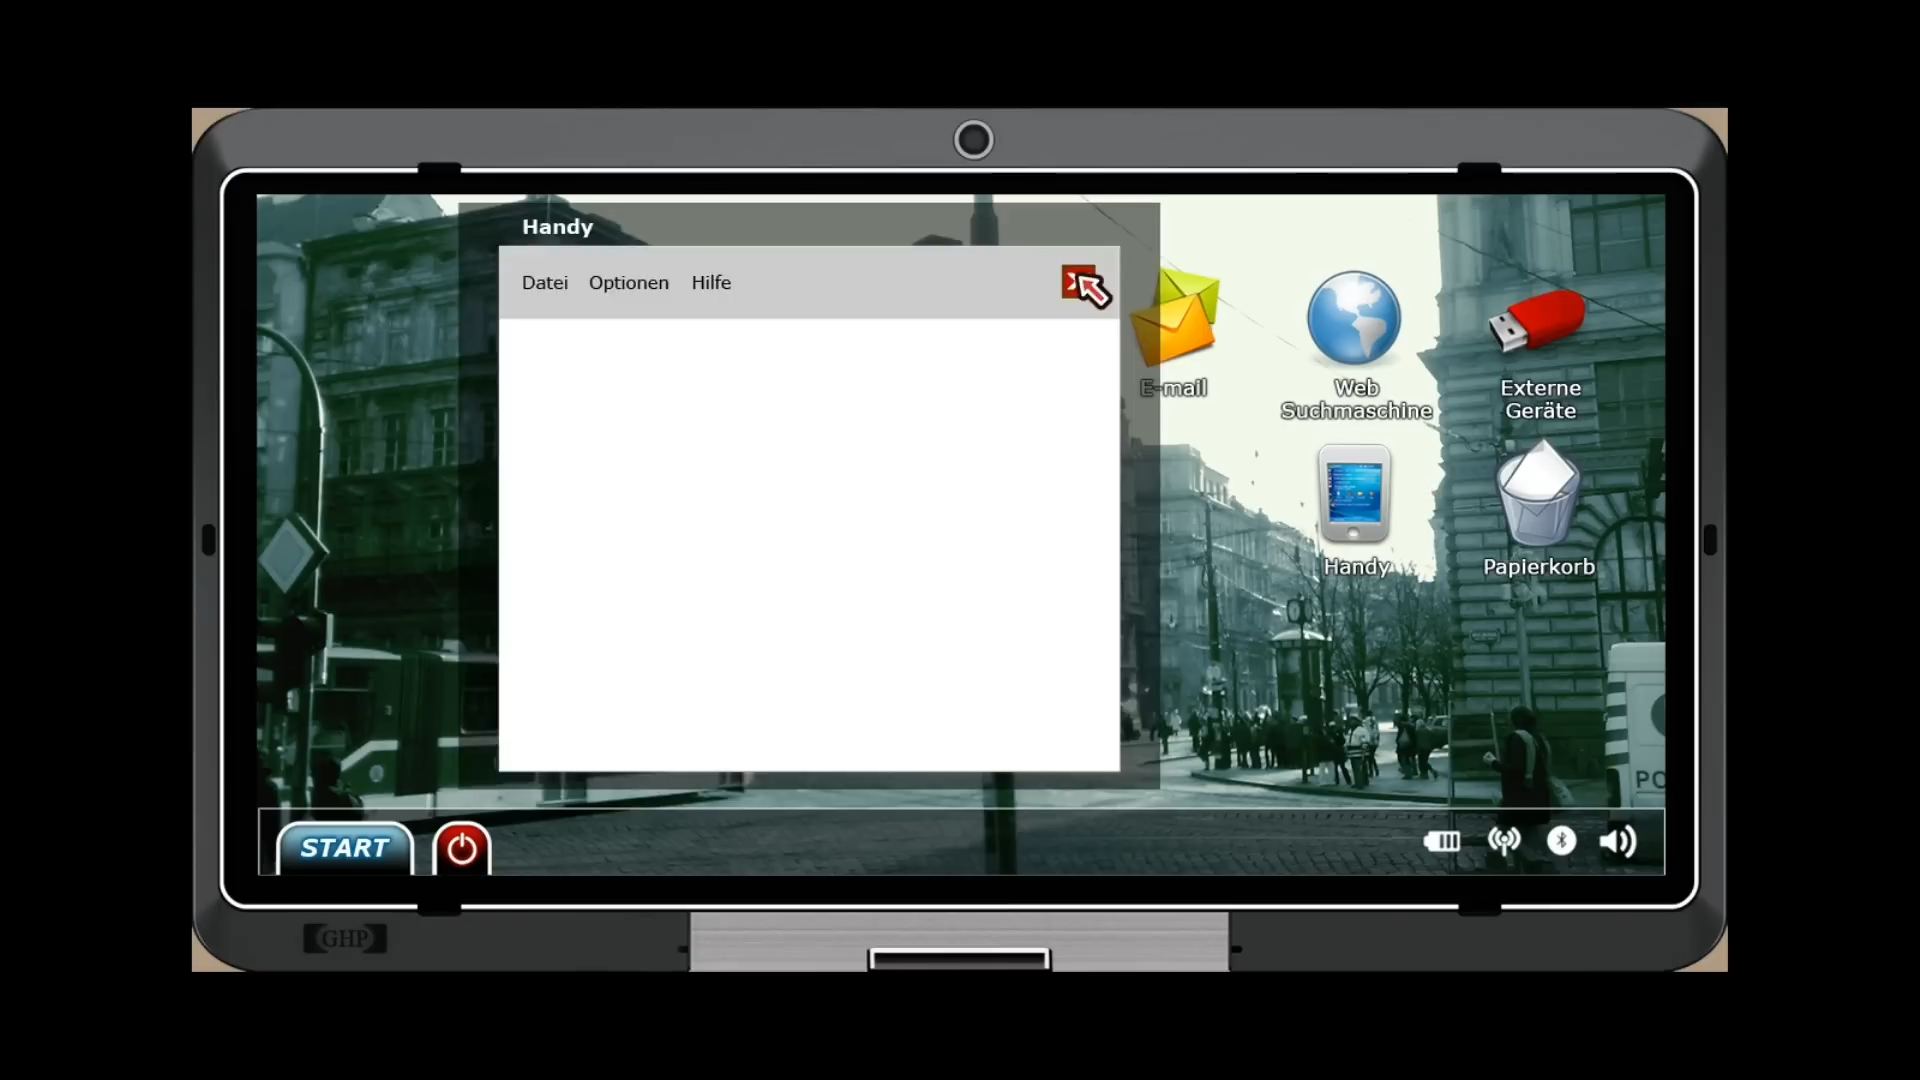 Handy
Datei Optionen Hilfe
E-mail
Web
Suchmaschine
Externe
Geräte
Handy
Papierkorb
PO
START
GHP